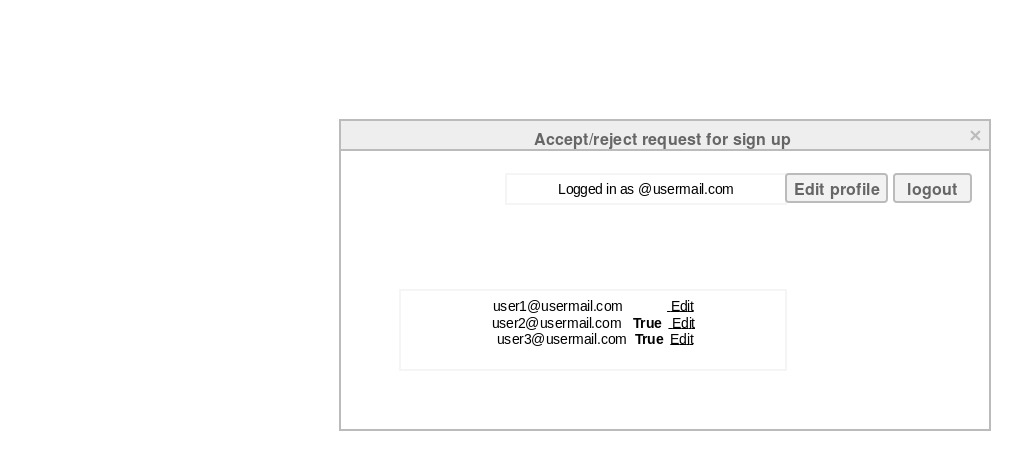 Accept/reject request for sign up
×
Logged in as @usermail.com Edit profile logout
user1@usermail.com Edit
user2@usermail.com True Edit
user3@usermail.com True Edit